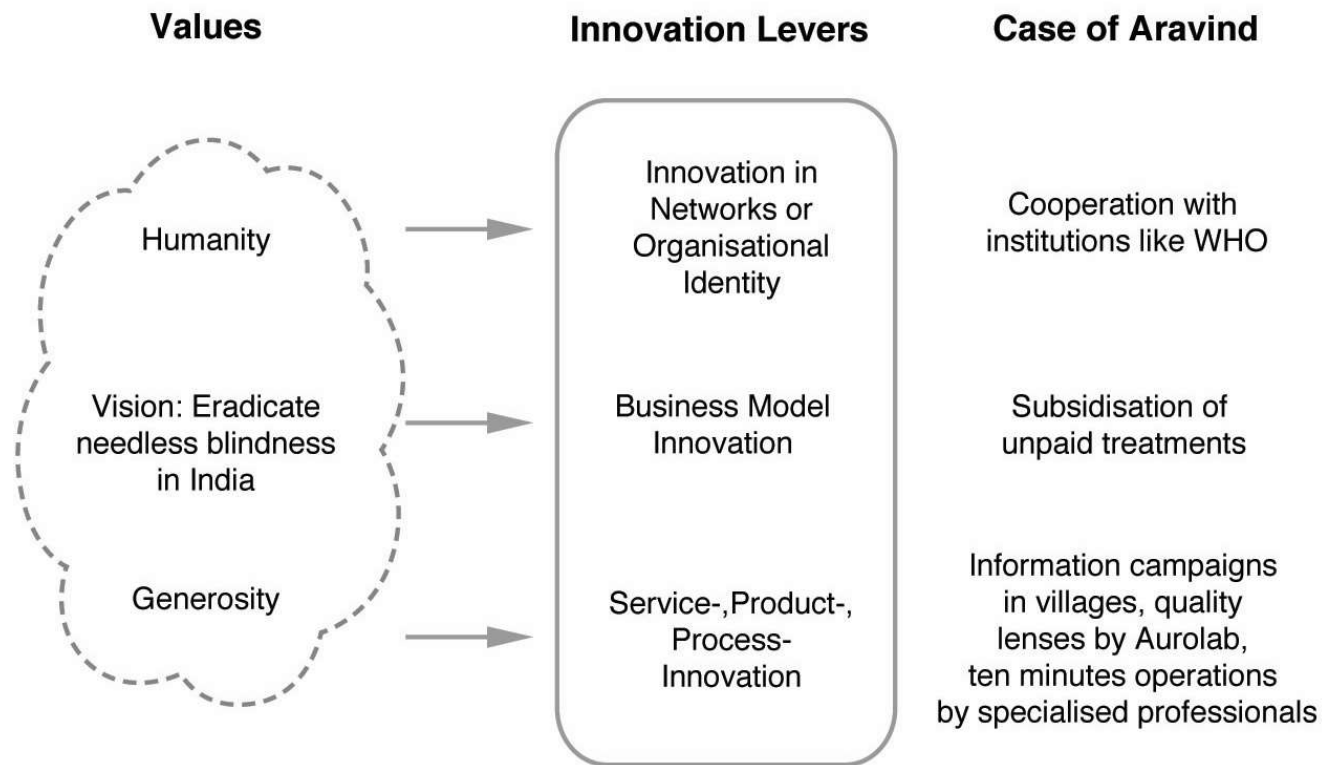 Values
Innovation Levers
Case of Aravind
Humanity
Innovation in
Networks or
Organisational
Identity
Cooperation with
institutions like WHO
Vision: Eradicate
needless blindness
in India
Business Model
Innovation
Subsidisation of
unpaid treatments
Generosity
Service-,Product-,
Process-
Innovation
Information campaigns
in villages, quality
lenses by Aurolab,
ten minutes operations
by specialised professionals